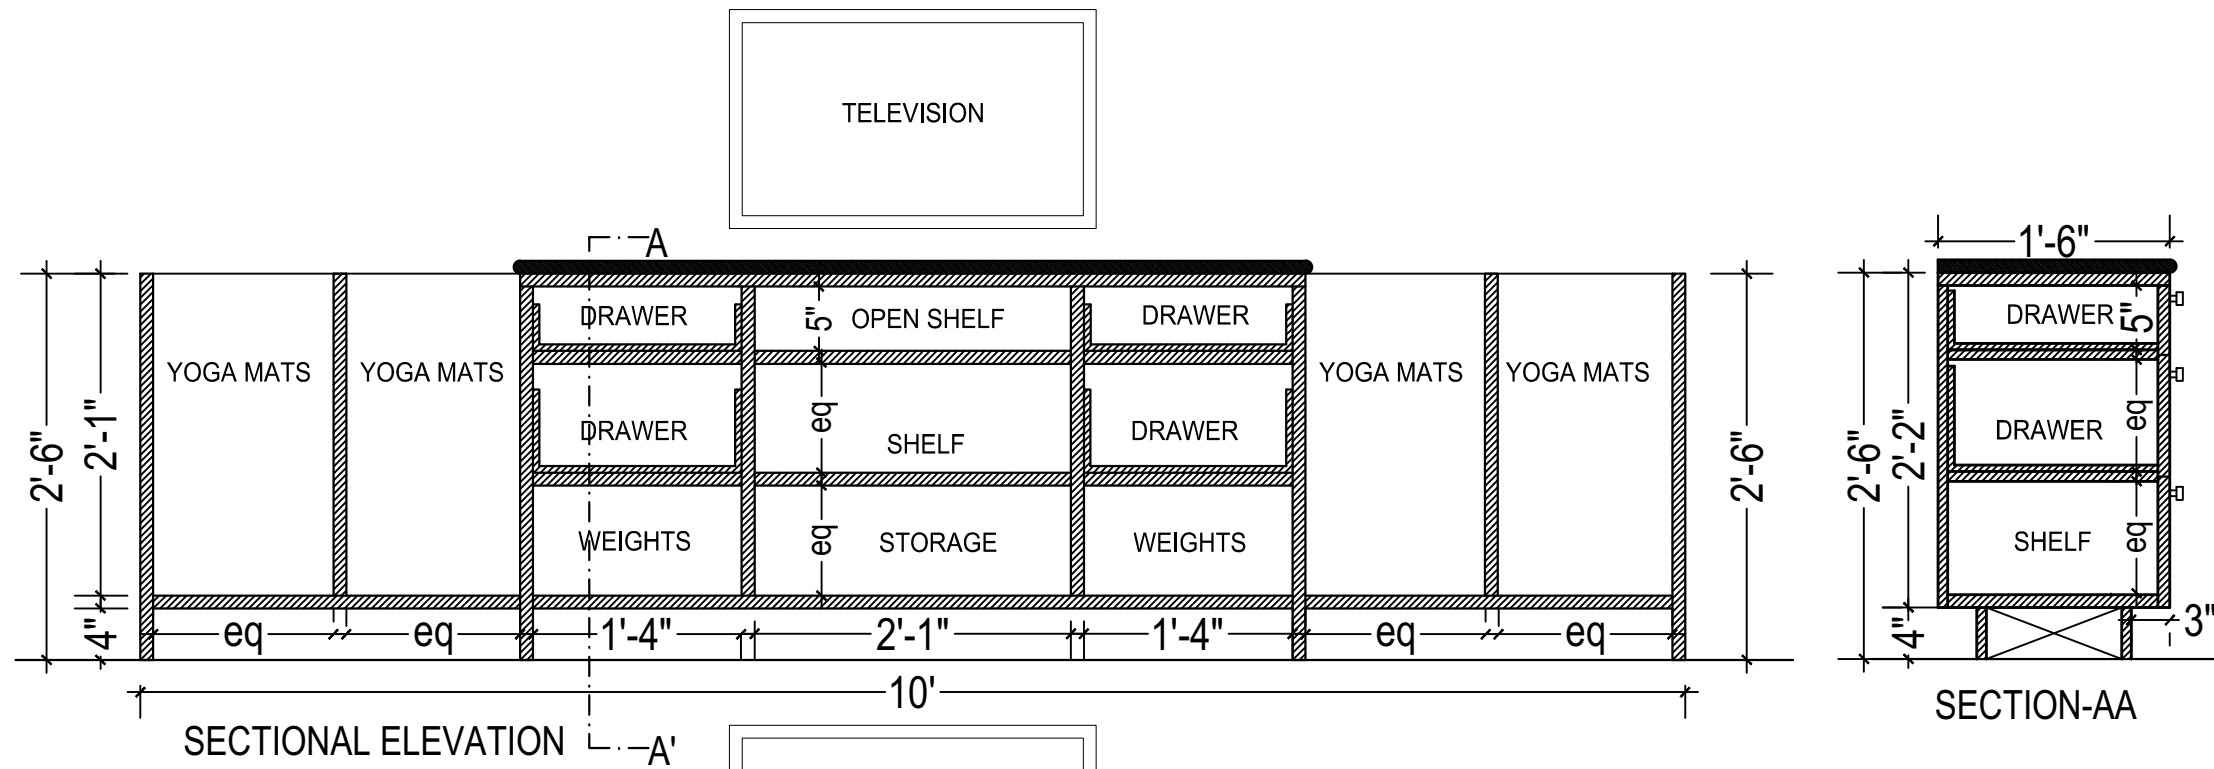 TELEVISION
A
1'-6"
DRAWER
5"
OPEN SHELF
DRAWER
DRAWER
5"
YOGA MATS
YOGA MATS
YOGA MATS
YOGA MATS
2'-6"
2'-1"
DRAWER
eq
SHELF
DRAWER
2'-6"
2'-6"
2'-2"
DRAWER
eq
WEIGHTS
eq
STORAGE
WEIGHTS
SHELF
eq
4"
eq
eq
1'-4"
2'-1"
1'-4"
eq
eq
4"
3"
10'
SECTION-AA
SECTIONAL ELEVATION
A'